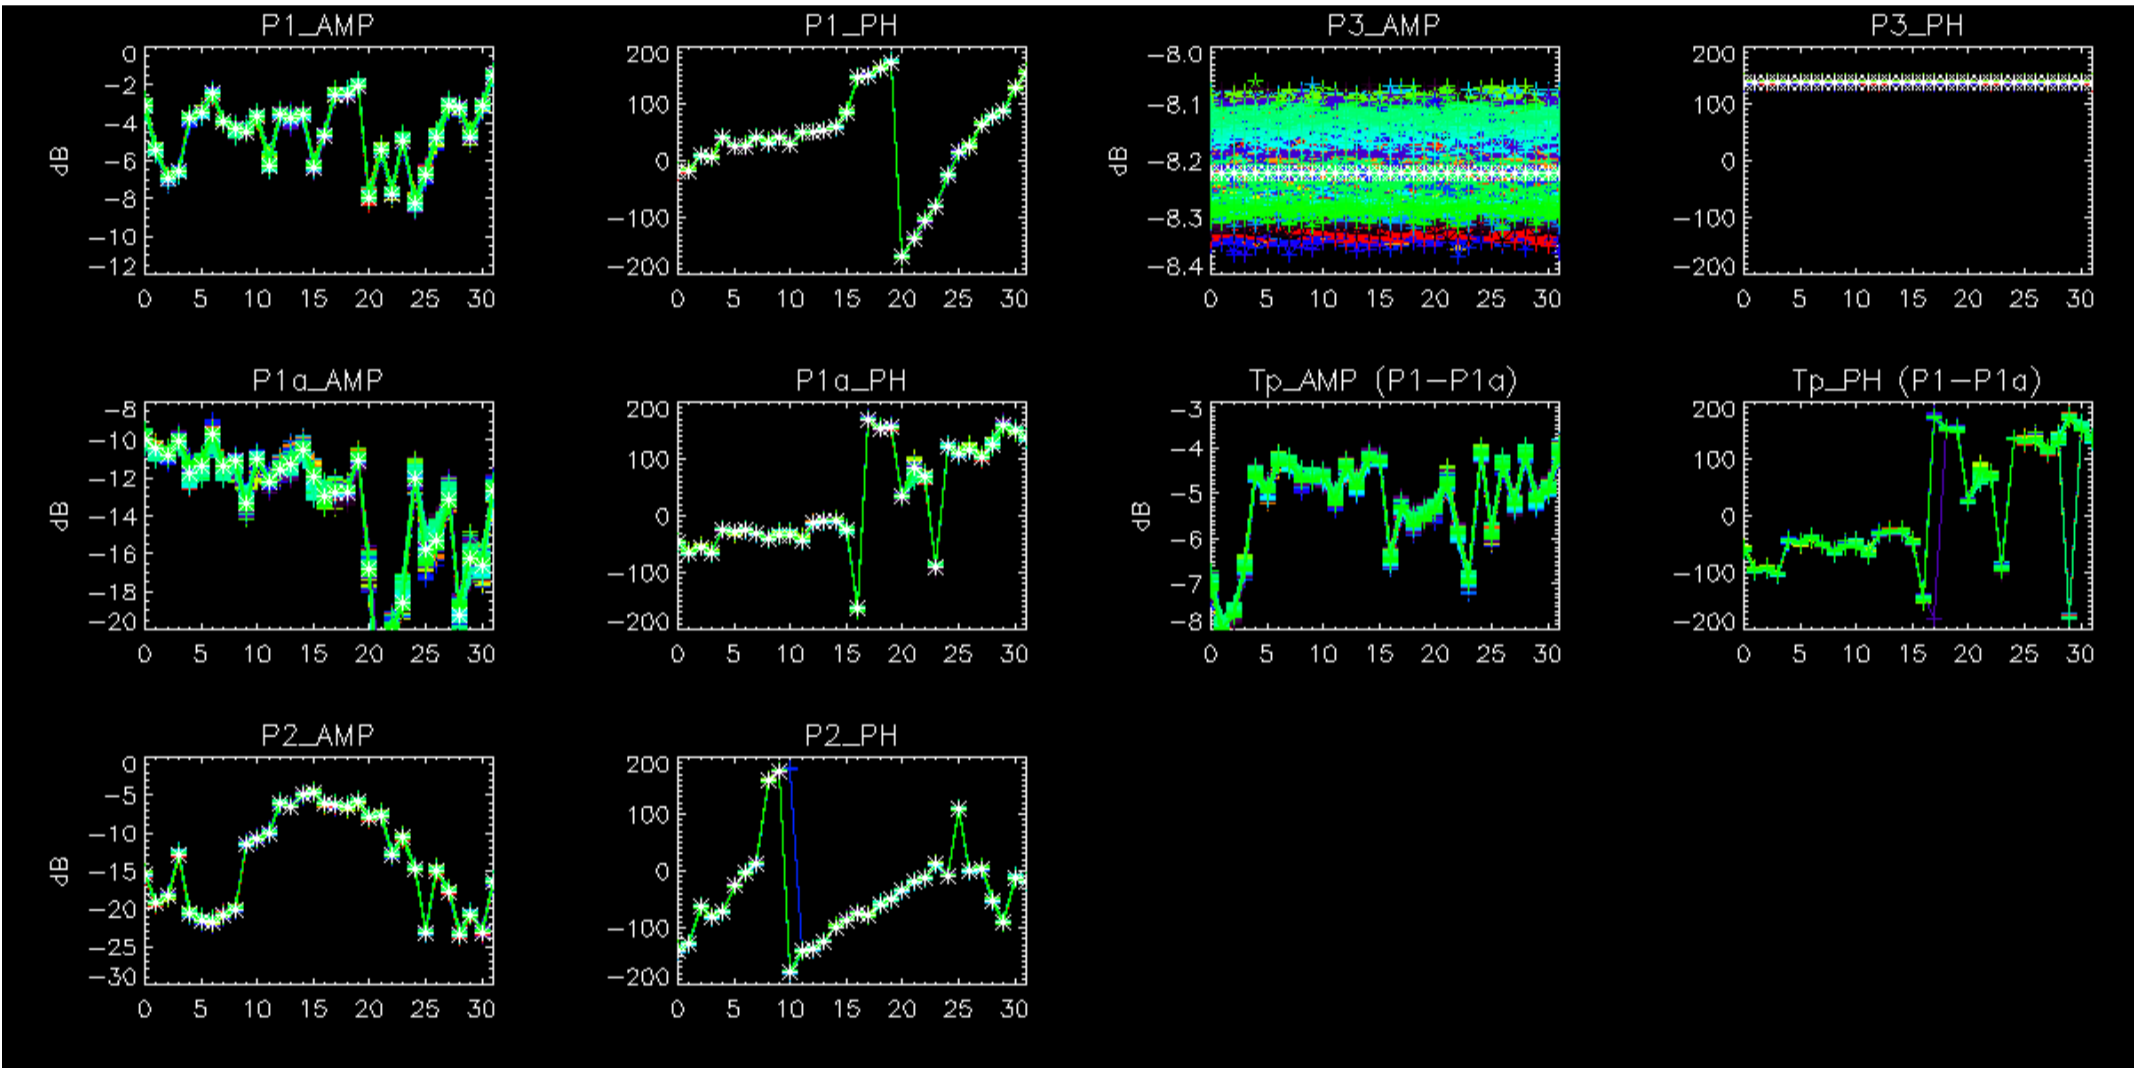 P1_AMP
P1_PH
P3_AMP
P3_PH
0
−2
−4
−6
−8
−10
−12
dB
0 5 10 15 20 25 30
200
100
0
−100
−200
0 5 10 15 20 25 30
−8.0
−8.1
−8.2
−8.3
−8.4
dB
0 5 10 15 20 25 30
200
100
0
−100
−200
0 5 10 15 20 25 30
P1a_AMP
P1a_PH
Tp_AMP (P1−P1a)
Tp_PH (P1−P1a)
−8
−10
−12
−14
−16
−18
−20
dB
0 5 10 15 20 25 30
200
100
0
−100
−200
0 5 10 15 20 25 30
−3
−4
−5
−6
−7
−8
dB
0 5 10 15 20 25 30
200
100
0
−100
−200
0 5 10 15 20 25 30
P2_AMP
P2_PH
0
−5
−10
−15
−20
−25
−30
dB
0 5 10 15 20 25 30
200
100
0
−100
−200
0 5 10 15 20 25 30